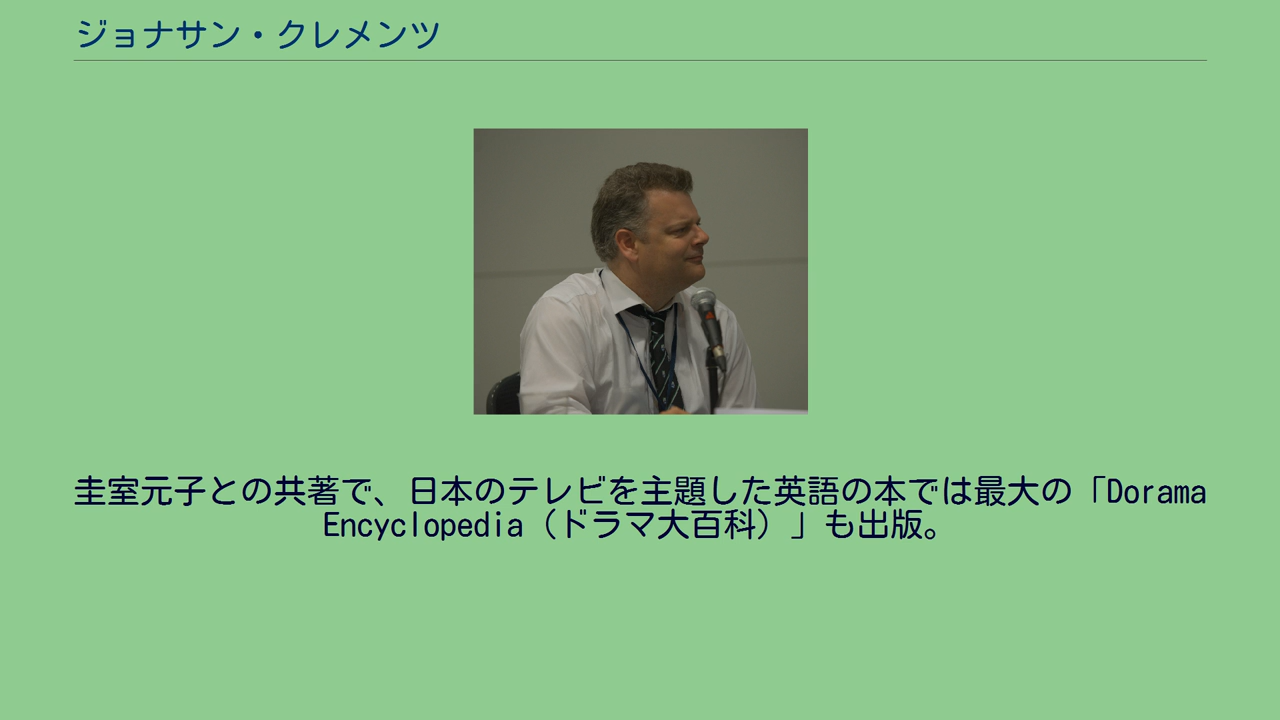 ジョナサン・クレメンツ
圭室元子との共著で、日本のテレビを主題した英語の本では最大の「Dorama
Encyclopedia（ドラマ大百科）」も出版。